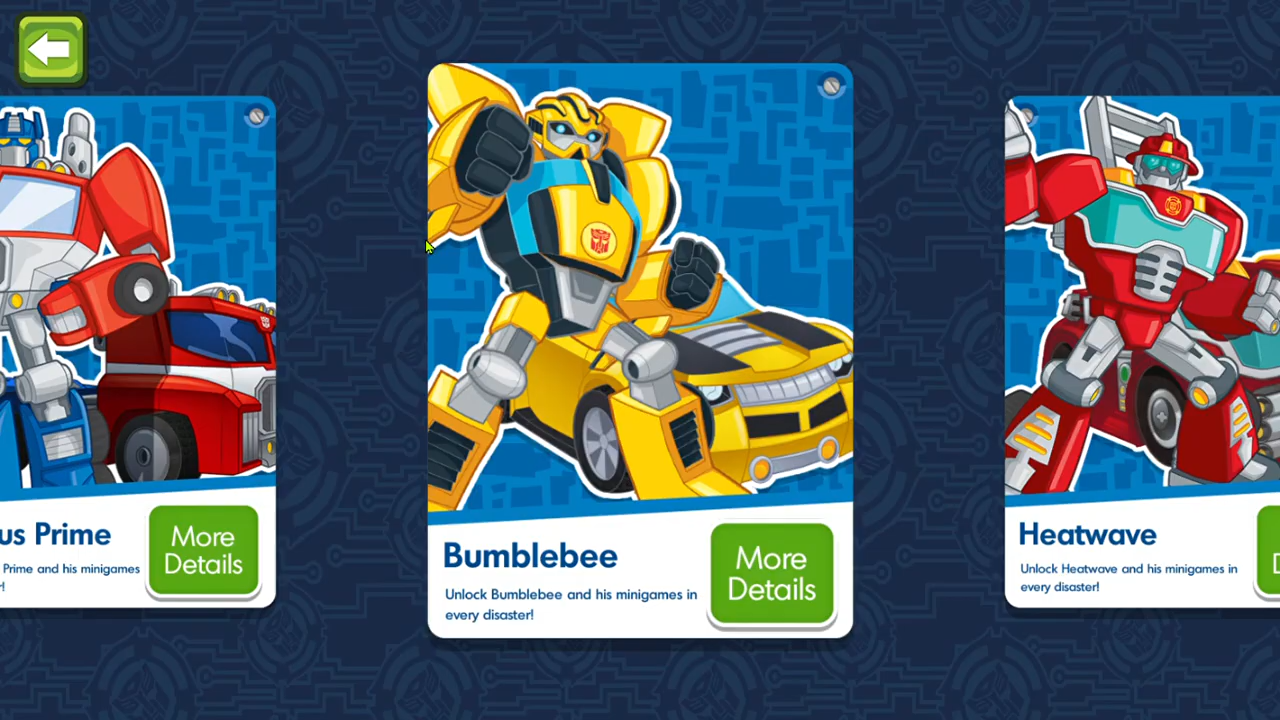 us Prime
Prime and his minigames
r!
More
Details
Bumblebee
Unlock Bumblebee and his minigames in
every disaster!
More
Details
Heatwave
Unlock Heatwave and his minigames in
every disaster!